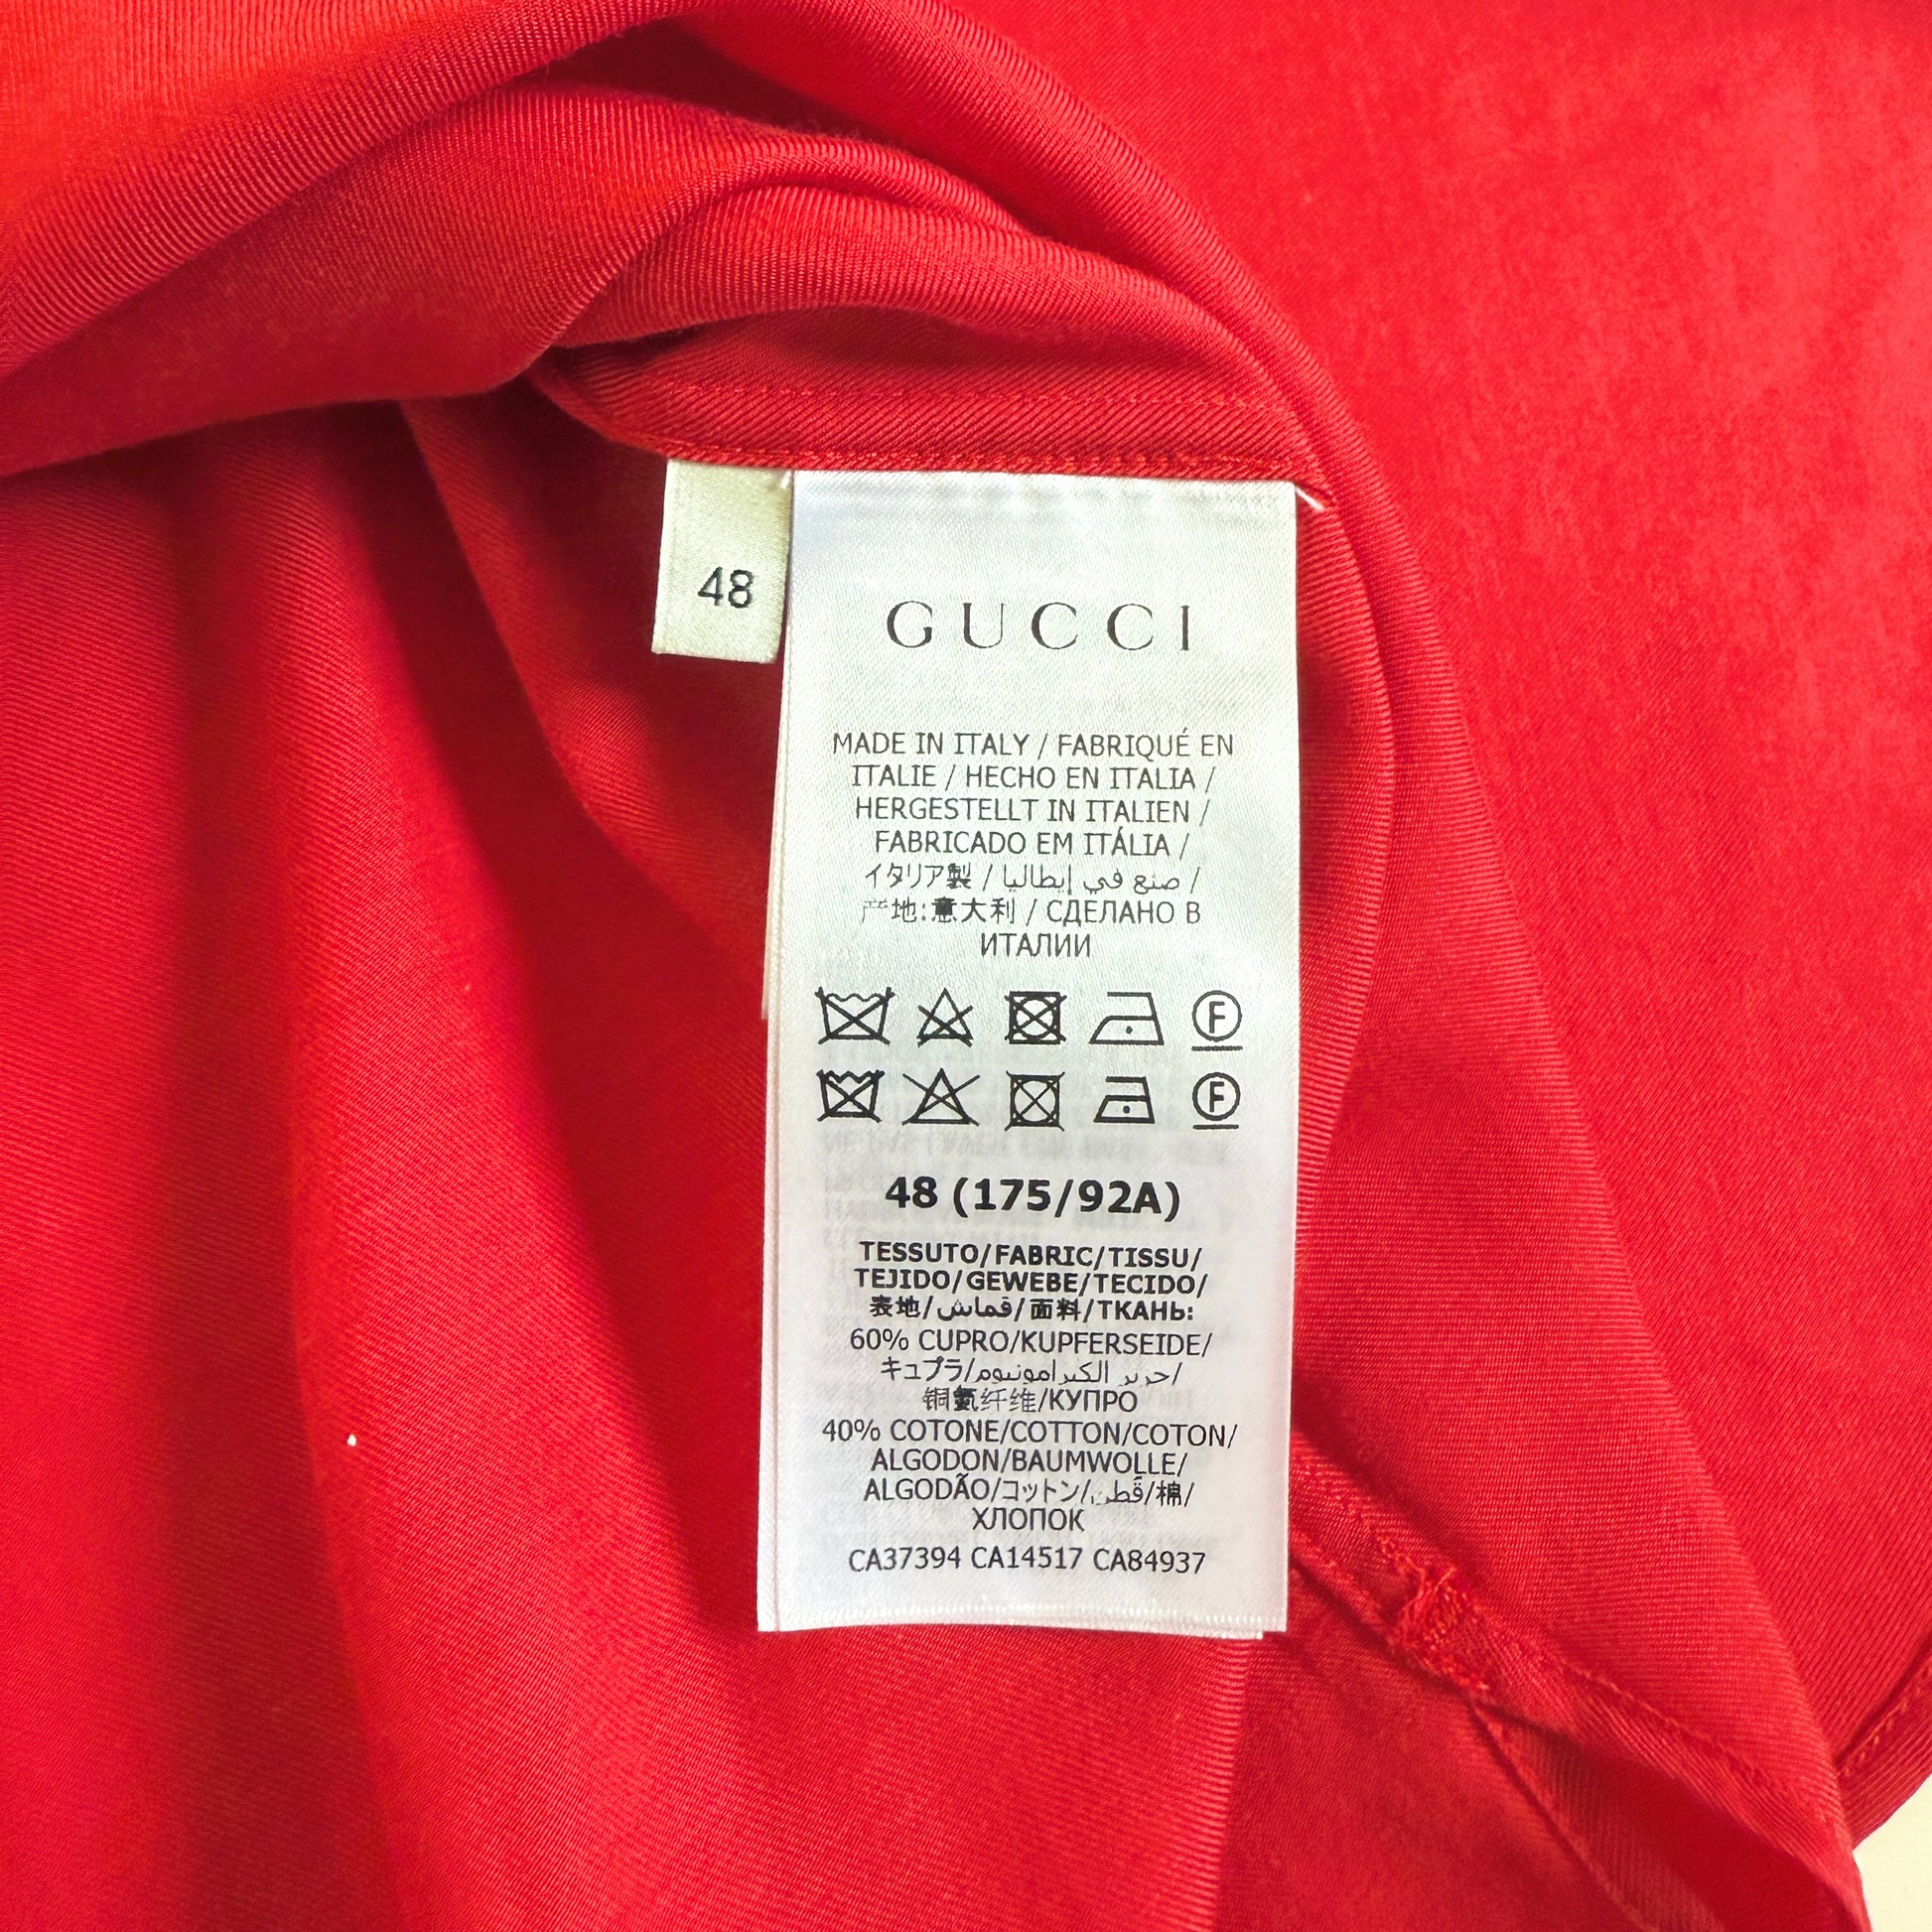 48
GUCCI
MADE IN ITALY / FABRIQUÉ EN
ITALIE / HECHO EN ITALIA /
HERGESTELLT IN ITALIEN /
FABRICADO EM ITÁLIA /
イタリア製 / صنع في إيطاليا /
产地:意大利 / СДЕЛАНО В
ИТАЛИИ
F
F
48 (175/92A)
TESSUTO/FABRIC/TISSU/
TEJIDO/GEWEBE/TECIDO/
表地/قماش/面料/ТКАНЬ:
60% CUPRO/KUPFERSEIDE/
キュプラ/حرير الكبرامونيوم/
铜氨纤维/КУПРО
40% COTONE/COTTON/COTON/
ALGODON/BAUMWOLLE/
ALGODÃO/コットン/قطن/棉/
ХЛОПОК
CA37394 CA14517 CA84937